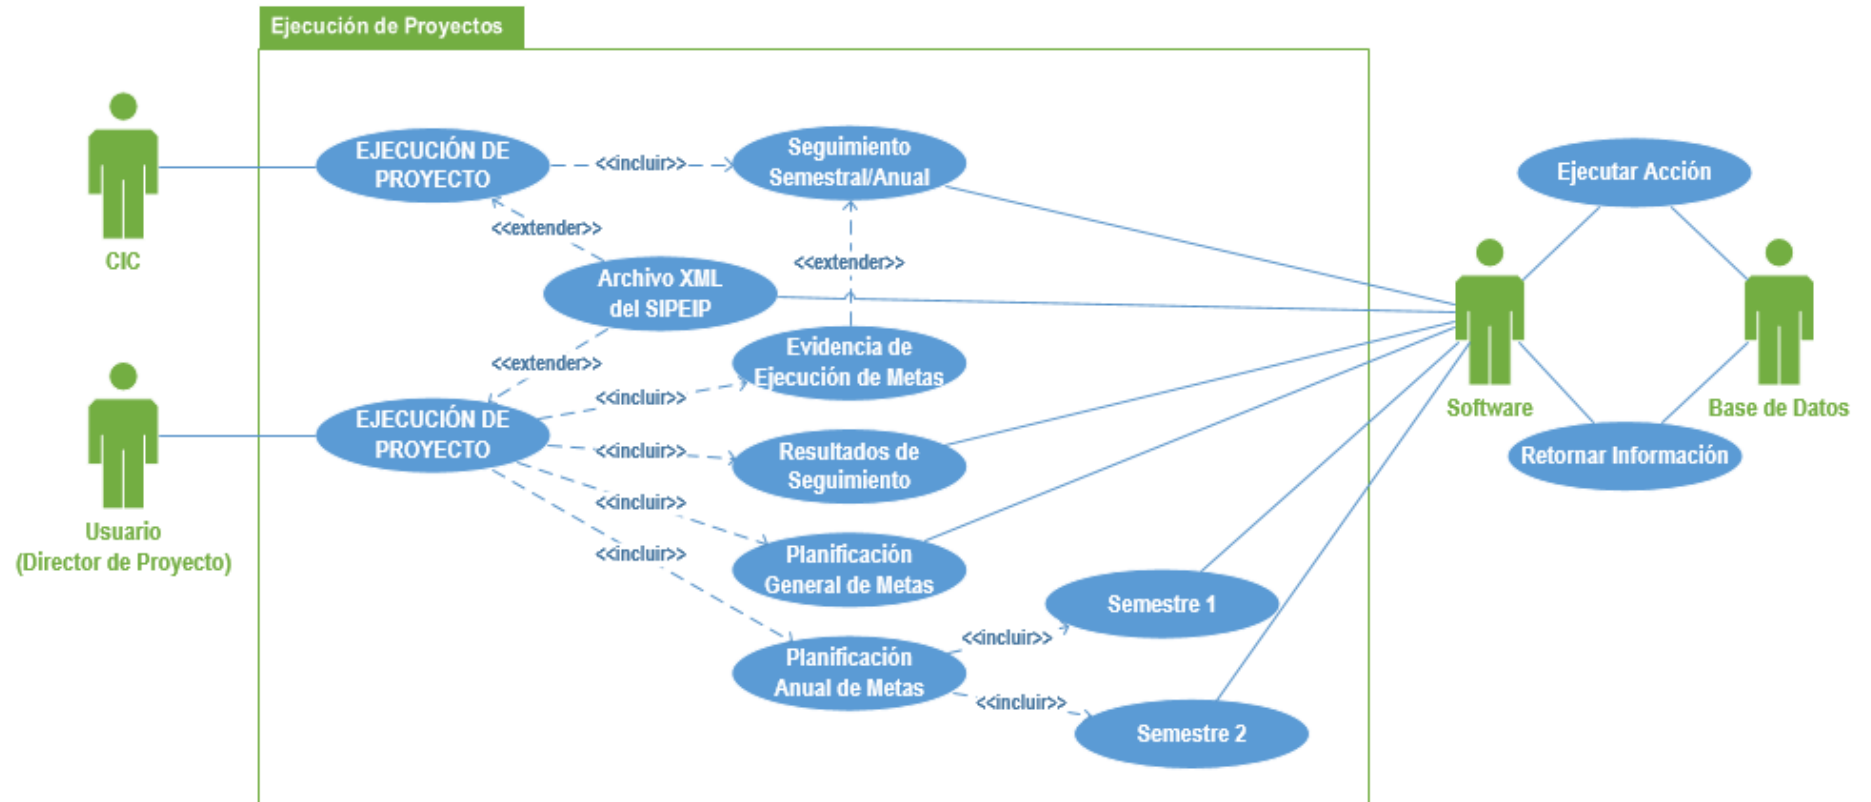 Ejecución de Proyectos
EJECUCIÓN DE
PROYECTO
<<incluir>>
Seguimiento
Semestral/Anual
Ejecutar Acción
CIC
<<extender>>
<<extender>>
Archivo XML
del SIPEIP
<<extender>>
Evidencia de
Ejecución de Metas
<<incluir>>
Software
Base de Datos
EJECUCIÓN DE
PROYECTO
<<incluir>>
Resultados de
Seguimiento
Retornar Información
<<incluir>>
Usuario
(Director de Proyecto)
<<incluir>>
Planificación
General de Metas
Semestre 1
<<incluir>>
Planificación
Anual de Metas
<<incluir>>
Semestre 2